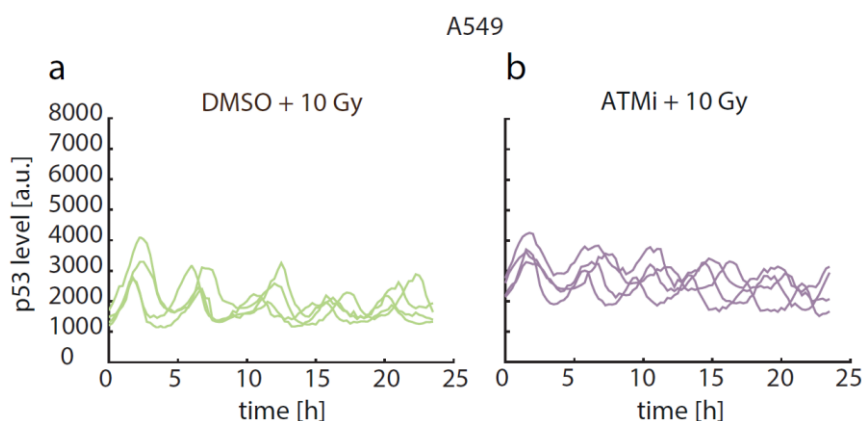 A549
a
DMSO + 10 Gy
b
ATMi + 10 Gy
p53 level [a.u.]
8000
7000
6000
5000
4000
3000
2000
1000
0
0 5 10 15 20 25
time [h]
0 5 10 15 20 25
time [h]